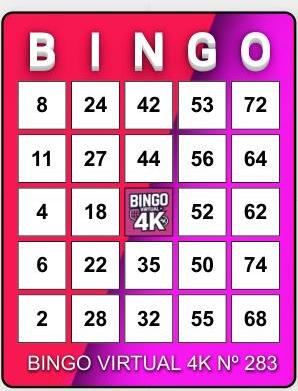 B I N G O
8 24 42 53 72
11 27 44 56 64
4 18 BINGO VIRTUAL 4K 52 62
6 22 35 50 74
2 28 32 55 68
BINGO VIRTUAL 4K Nº 283